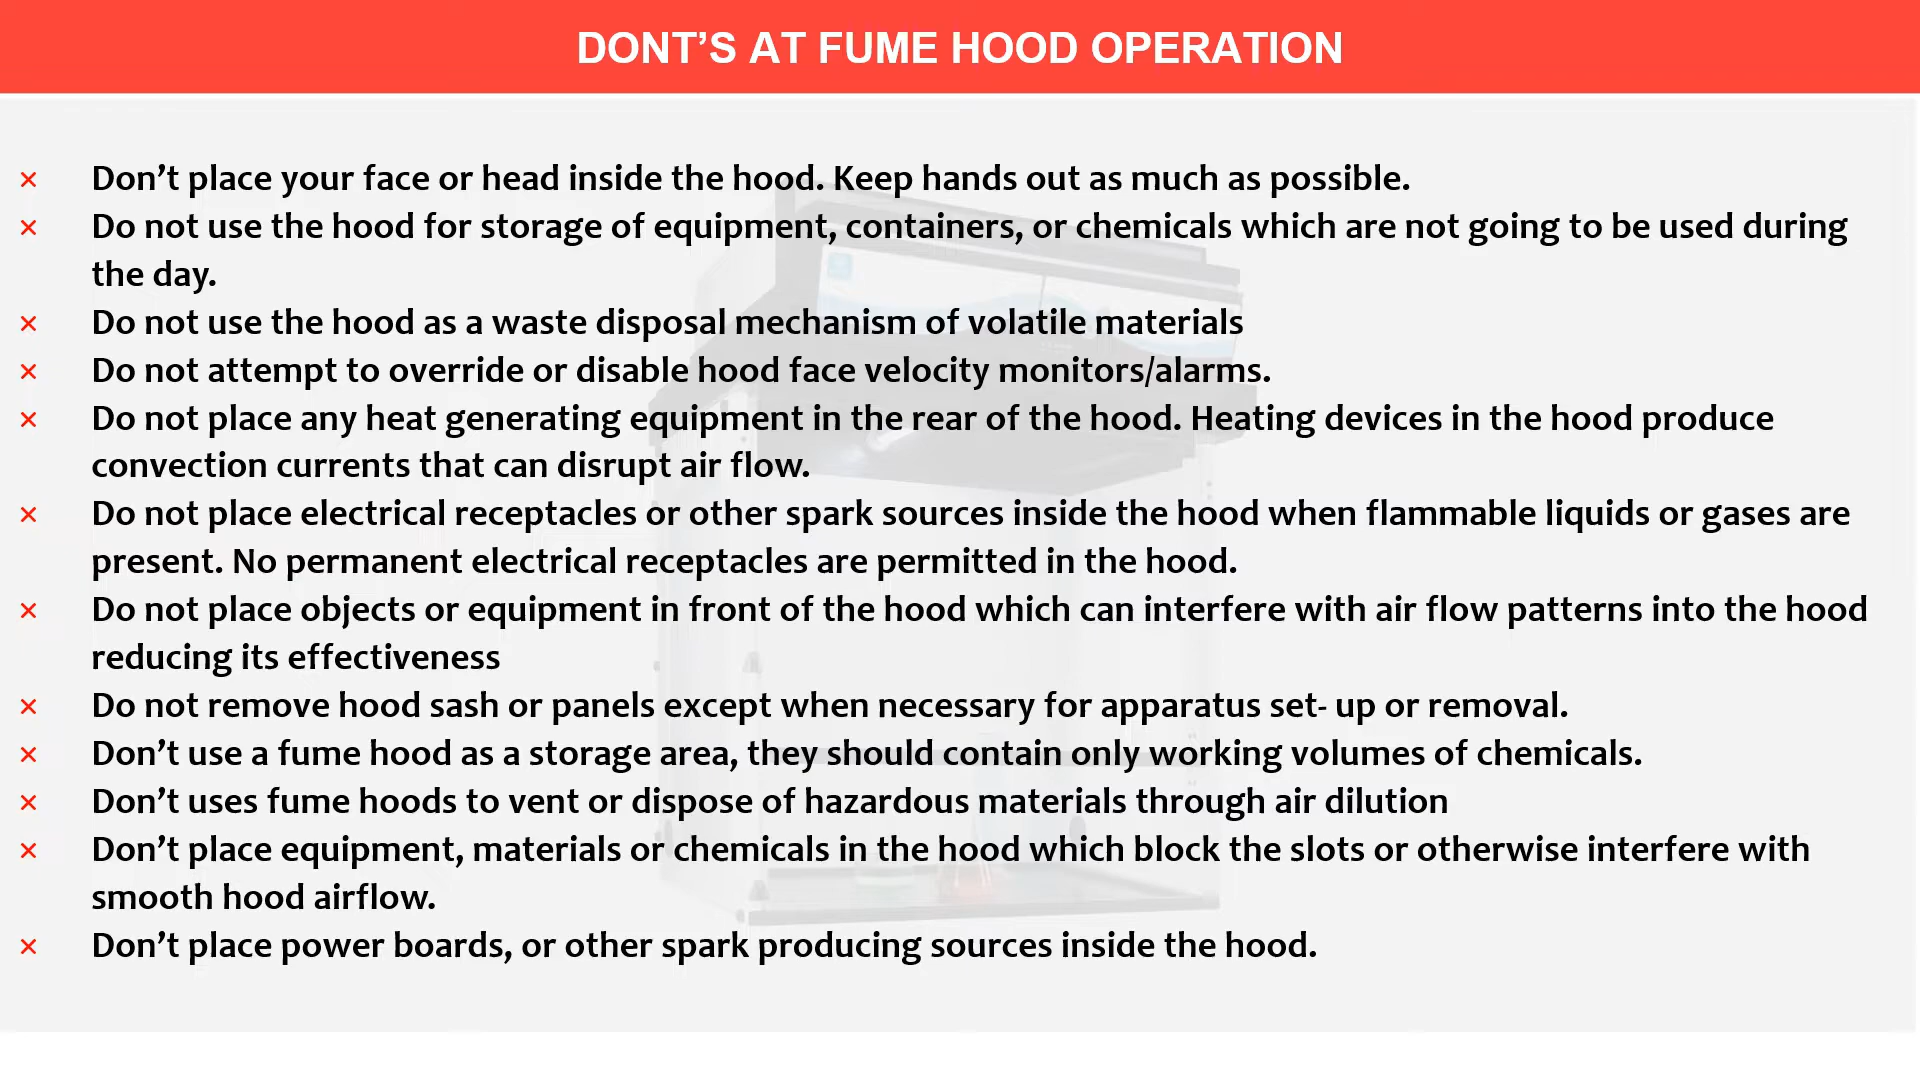 DONT’S AT FUME HOOD OPERATION
× Don’t place your face or head inside the hood. Keep hands out as much as possible.
× Do not use the hood for storage of equipment, containers, or chemicals which are not going to be used during
the day.
× Do not use the hood as a waste disposal mechanism of volatile materials
× Do not attempt to override or disable hood face velocity monitors/alarms.
× Do not place any heat generating equipment in the rear of the hood. Heating devices in the hood produce
convection currents that can disrupt air flow.
× Do not place electrical receptacles or other spark sources inside the hood when flammable liquids or gases are
present. No permanent electrical receptacles are permitted in the hood.
× Do not place objects or equipment in front of the hood which can interfere with air flow patterns into the hood
reducing its effectiveness
× Do not remove hood sash or panels except when necessary for apparatus set- up or removal.
× Don’t use a fume hood as a storage area, they should contain only working volumes of chemicals.
× Don’t uses fume hoods to vent or dispose of hazardous materials through air dilution
× Don’t place equipment, materials or chemicals in the hood which block the slots or otherwise interfere with
smooth hood airflow.
× Don’t place power boards, or other spark producing sources inside the hood.